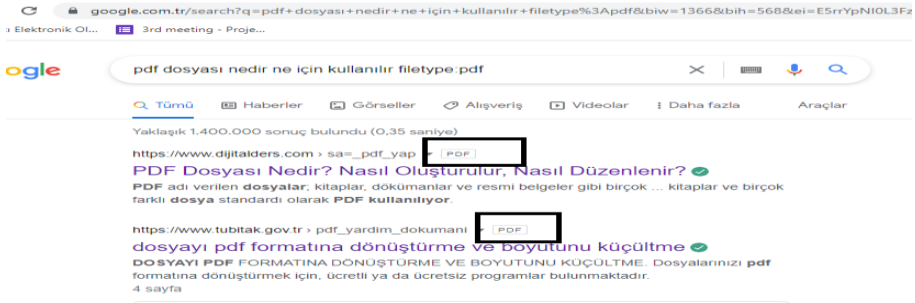 google.com.tr/search?q=pdf+dosyası+nedir+ne+için+kullanılır+filetype%3Apdf&biw=1366&bih=568&ei=E5rrYpNI0L3Fz
Elektronik Ol... 3rd meeting - Proje...
ogle pdf dosyası nedir ne için kullanılır filetype:pdf
Tümü Haberler Görseller Alışveriş Videolar Daha fazla Araçlar
Yaklaşık 1.400.000 sonuç bulundu (0,35 saniye)
https://www.dijitalders.com › sa=_pdf_yap PDF
PDF Dosyası Nedir? Nasıl Oluşturulur, Nasıl Düzenlenir?
PDF adı verilen dosyalar; kitaplar, dökümanlar ve resmi belgeler gibi birçok ... kitaplar ve birçok
farklı dosya standardı olarak PDF kullanılıyor.
https://www.tubitak.gov.tr › pdf_yardim_dokumani PDF
dosyayı pdf formatına dönüştürme ve boyutunu küçültme
DOSYAYI PDF FORMATINA DÖNÜŞTÜRME VE BOYUTUNU KÜÇÜLTME. Dosyalarınızı pdf
formatına dönüştürmek için, ücretli ya da ücretsiz programlar bulunmaktadır.
4 sayfa